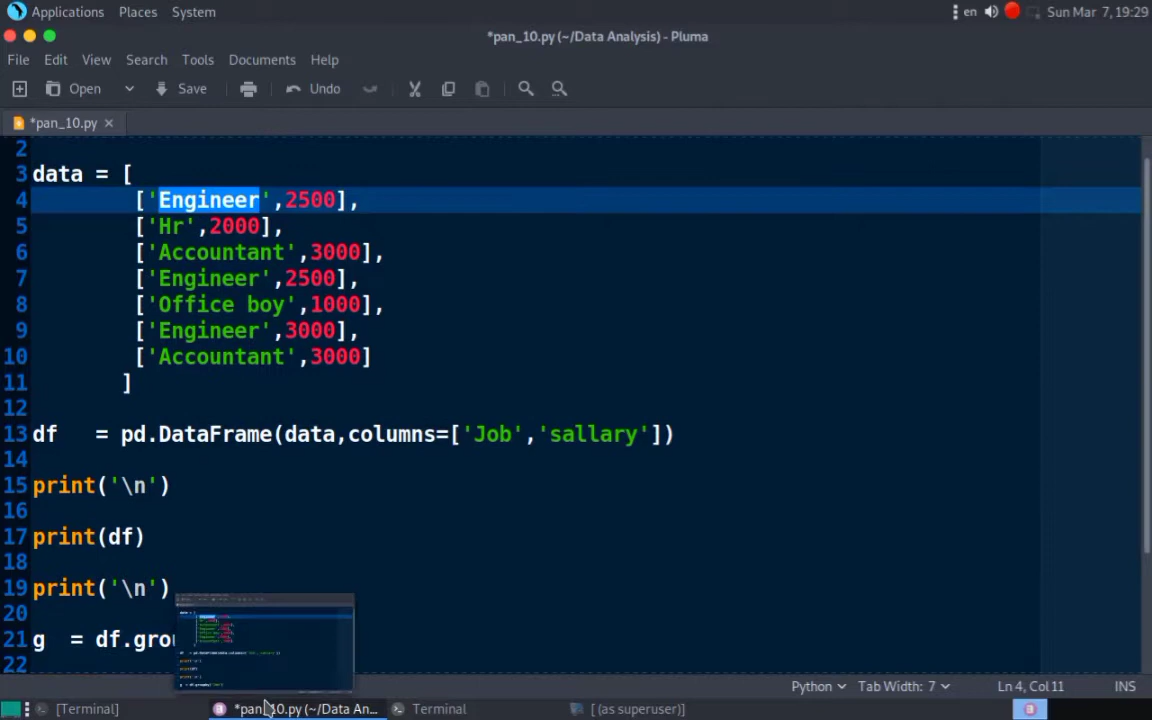 Applications Places System en Sun Mar 7, 19:29
*pan_10.py (~/Data Analysis) - Pluma
File Edit View Search Tools Documents Help
Open Save Undo
*pan_10.py
2
3 data = [
4 ['Engineer',2500],
5 ['Hr',2000],
6 ['Accountant',3000],
7 ['Engineer',2500],
8 ['Office boy',1000],
9 ['Engineer',3000],
10 ['Accountant',3000]
11 ]
12
13 df = pd.DataFrame(data,columns=['Job','sallary'])
14
15 print('\n')
16
17 print(df)
18
19 print('\n')
20
21 g = df.grou
22
Python Tab Width: 7 Ln 4, Col 11 INS
[Terminal] *pan_10.py (~/Data An... Terminal [ (as superuser)]